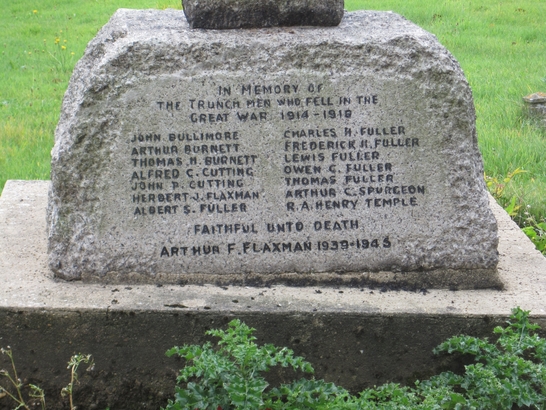 IN MEMORY OF
THE TRUNCH MEN WHO FELL IN THE
GREAT WAR 1914-1918
JOHN BULLIMORE
ARTHUR BURNETT
THOMAS H. BURNETT
ALFRED C. CUTTING
JOHN P. CUTTING
HERBERT J. FLAXMAN
ALBERT S. FULLER
CHARLES H. FULLER
FREDERICK H. FULLER
LEWIS FULLER
OWEN G. FULLER
THOMAS FULLER
ARTHUR C. SPURGEON
R.A. HENRY TEMPLE
FAITHFUL UNTO DEATH
ARTHUR F. FLAXMAN 1939-1945